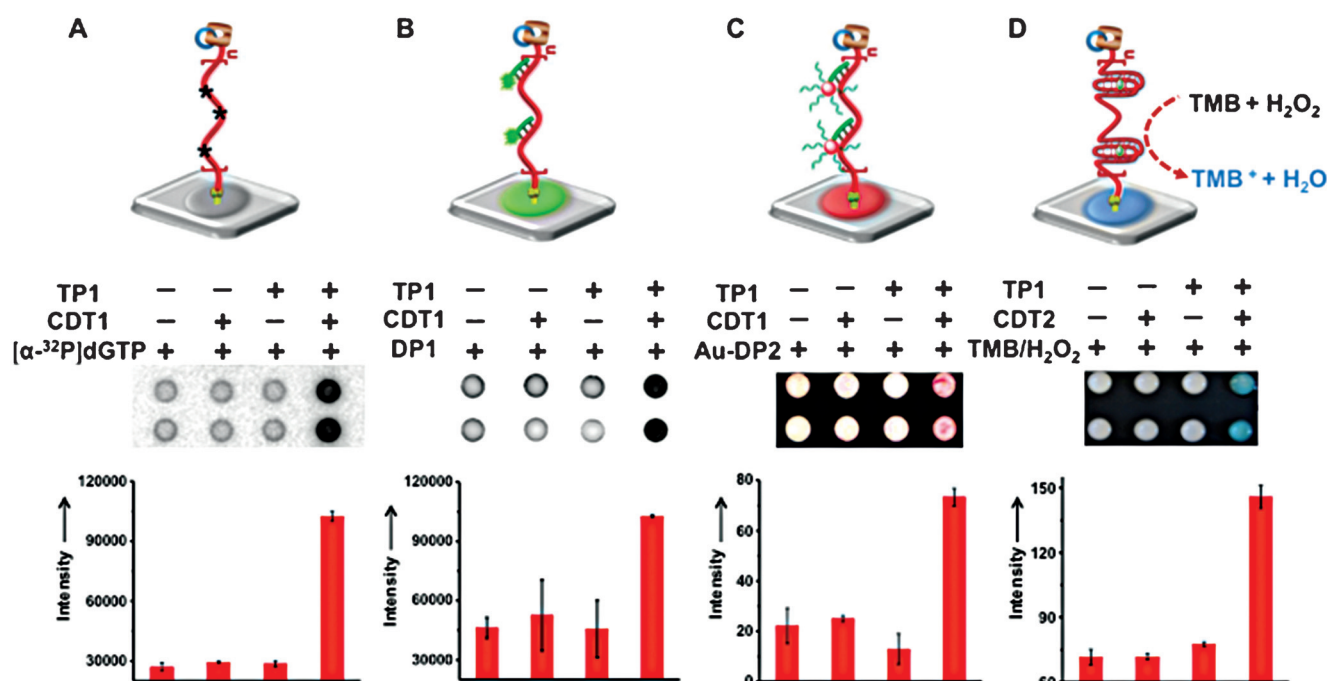 A B C D
n n n n
TMB + H₂O₂
TMB⁺ + H₂O
TP1 − − + +
CDT1 − + − +
[α-³²P]dGTP + + + +
TP1 − − + +
CDT1 − + − +
DP1 + + + +
TP1 − − + +
CDT1 − + − +
Au-DP2 + + + +
TP1 − − + +
CDT2 − + − +
TMB/H₂O₂ + + + +
120000
90000
60000
30000
Intensity
120000
90000
60000
30000
Intensity
80
60
40
20
0
Intensity
150
120
90
60
Intensity